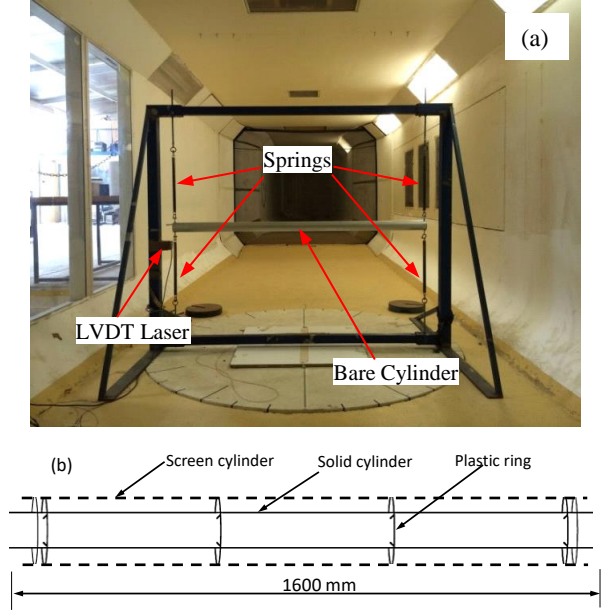 (a)
Springs
LVDT Laser
Bare Cylinder
(b)
Screen cylinder
Solid cylinder
Plastic ring
1600 mm